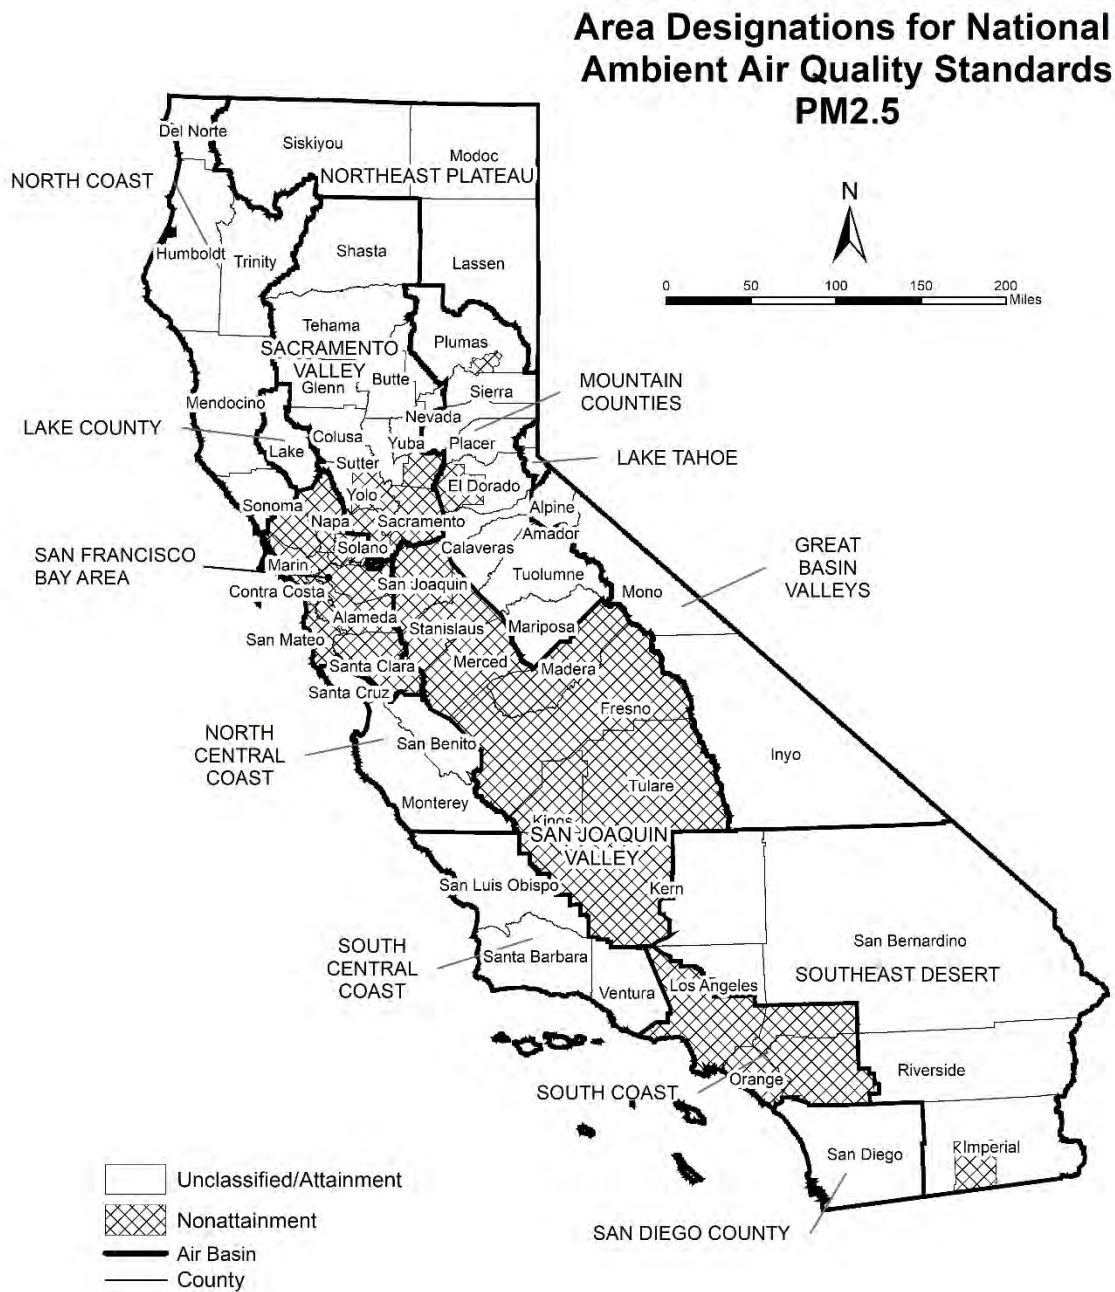 Area Designations for National
Ambient Air Quality Standards
PM2.5
N
0 50 100 150 200
Miles
Del Norte
Siskiyou
Modoc
NORTHEAST PLATEAU
NORTH COAST
Humboldt
Trinity
Shasta
Lassen
Tehama
SACRAMENTO
VALLEY
Plumas
Glenn
Butte
Sierra
MOUNTAIN
COUNTIES
Mendocino
Nevada
LAKE COUNTY
Lake
Colusa
Yuba
Placer
LAKE TAHOE
Sutter
El Dorado
Yolo
Sonoma
Napa
Sacramento
Alpine
Amador
Solano
Calaveras
SAN FRANCISCO
BAY AREA
Marin
GREAT
BASIN
VALLEYS
Contra Costa
San Joaquin
Tuolumne
Mono
Alameda
Stanislaus
Mariposa
San Mateo
Santa Clara
Merced
Madera
Santa Cruz
Fresno
NORTH
CENTRAL
COAST
San Benito
Inyo
Monterey
Tulare
Kings
SAN JOAQUIN
VALLEY
San Luis Obispo
Kern
SOUTH
CENTRAL
COAST
Santa Barbara
San Bernardino
SOUTHEAST DESERT
Ventura
Los Angeles
SOUTH COAST
Orange
Riverside
San Diego
Imperial
SAN DIEGO COUNTY
Unclassified/Attainment
Nonattainment
Air Basin
County